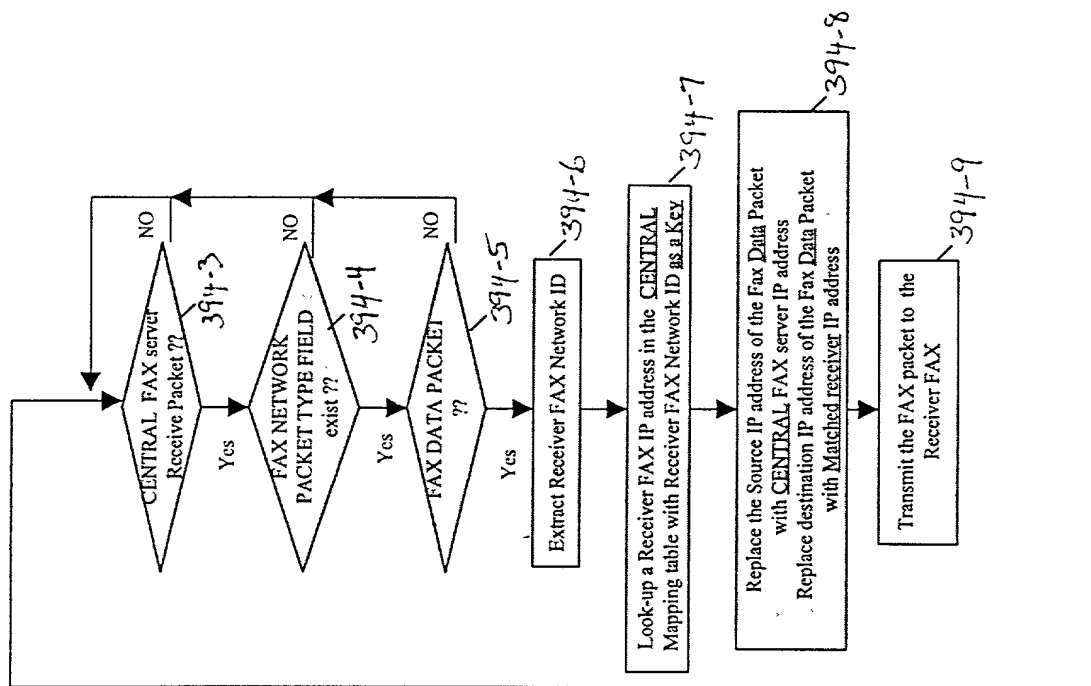 CENTRAL FAX server
Receive Packet ??
NO
394-3
Yes
FAX NETWORK
PACKET TYPE FIELD
exist ??
NO
394-4
Yes
FAX DATA PACKET
??
NO
394-5
Yes
Extract Receiver FAX Network ID
394-6
Look-up a Receiver FAX IP address in the CENTRAL
Mapping table with Receiver FAX Network ID as a Key
394-7
Replace the Source IP address of the Fax Data Packet
with CENTRAL FAX server IP address
Replace destination IP address of the Fax Data Packet
with Matched receiver IP address
394-8
Transmit the FAX packet to the
Receiver FAX
394-9